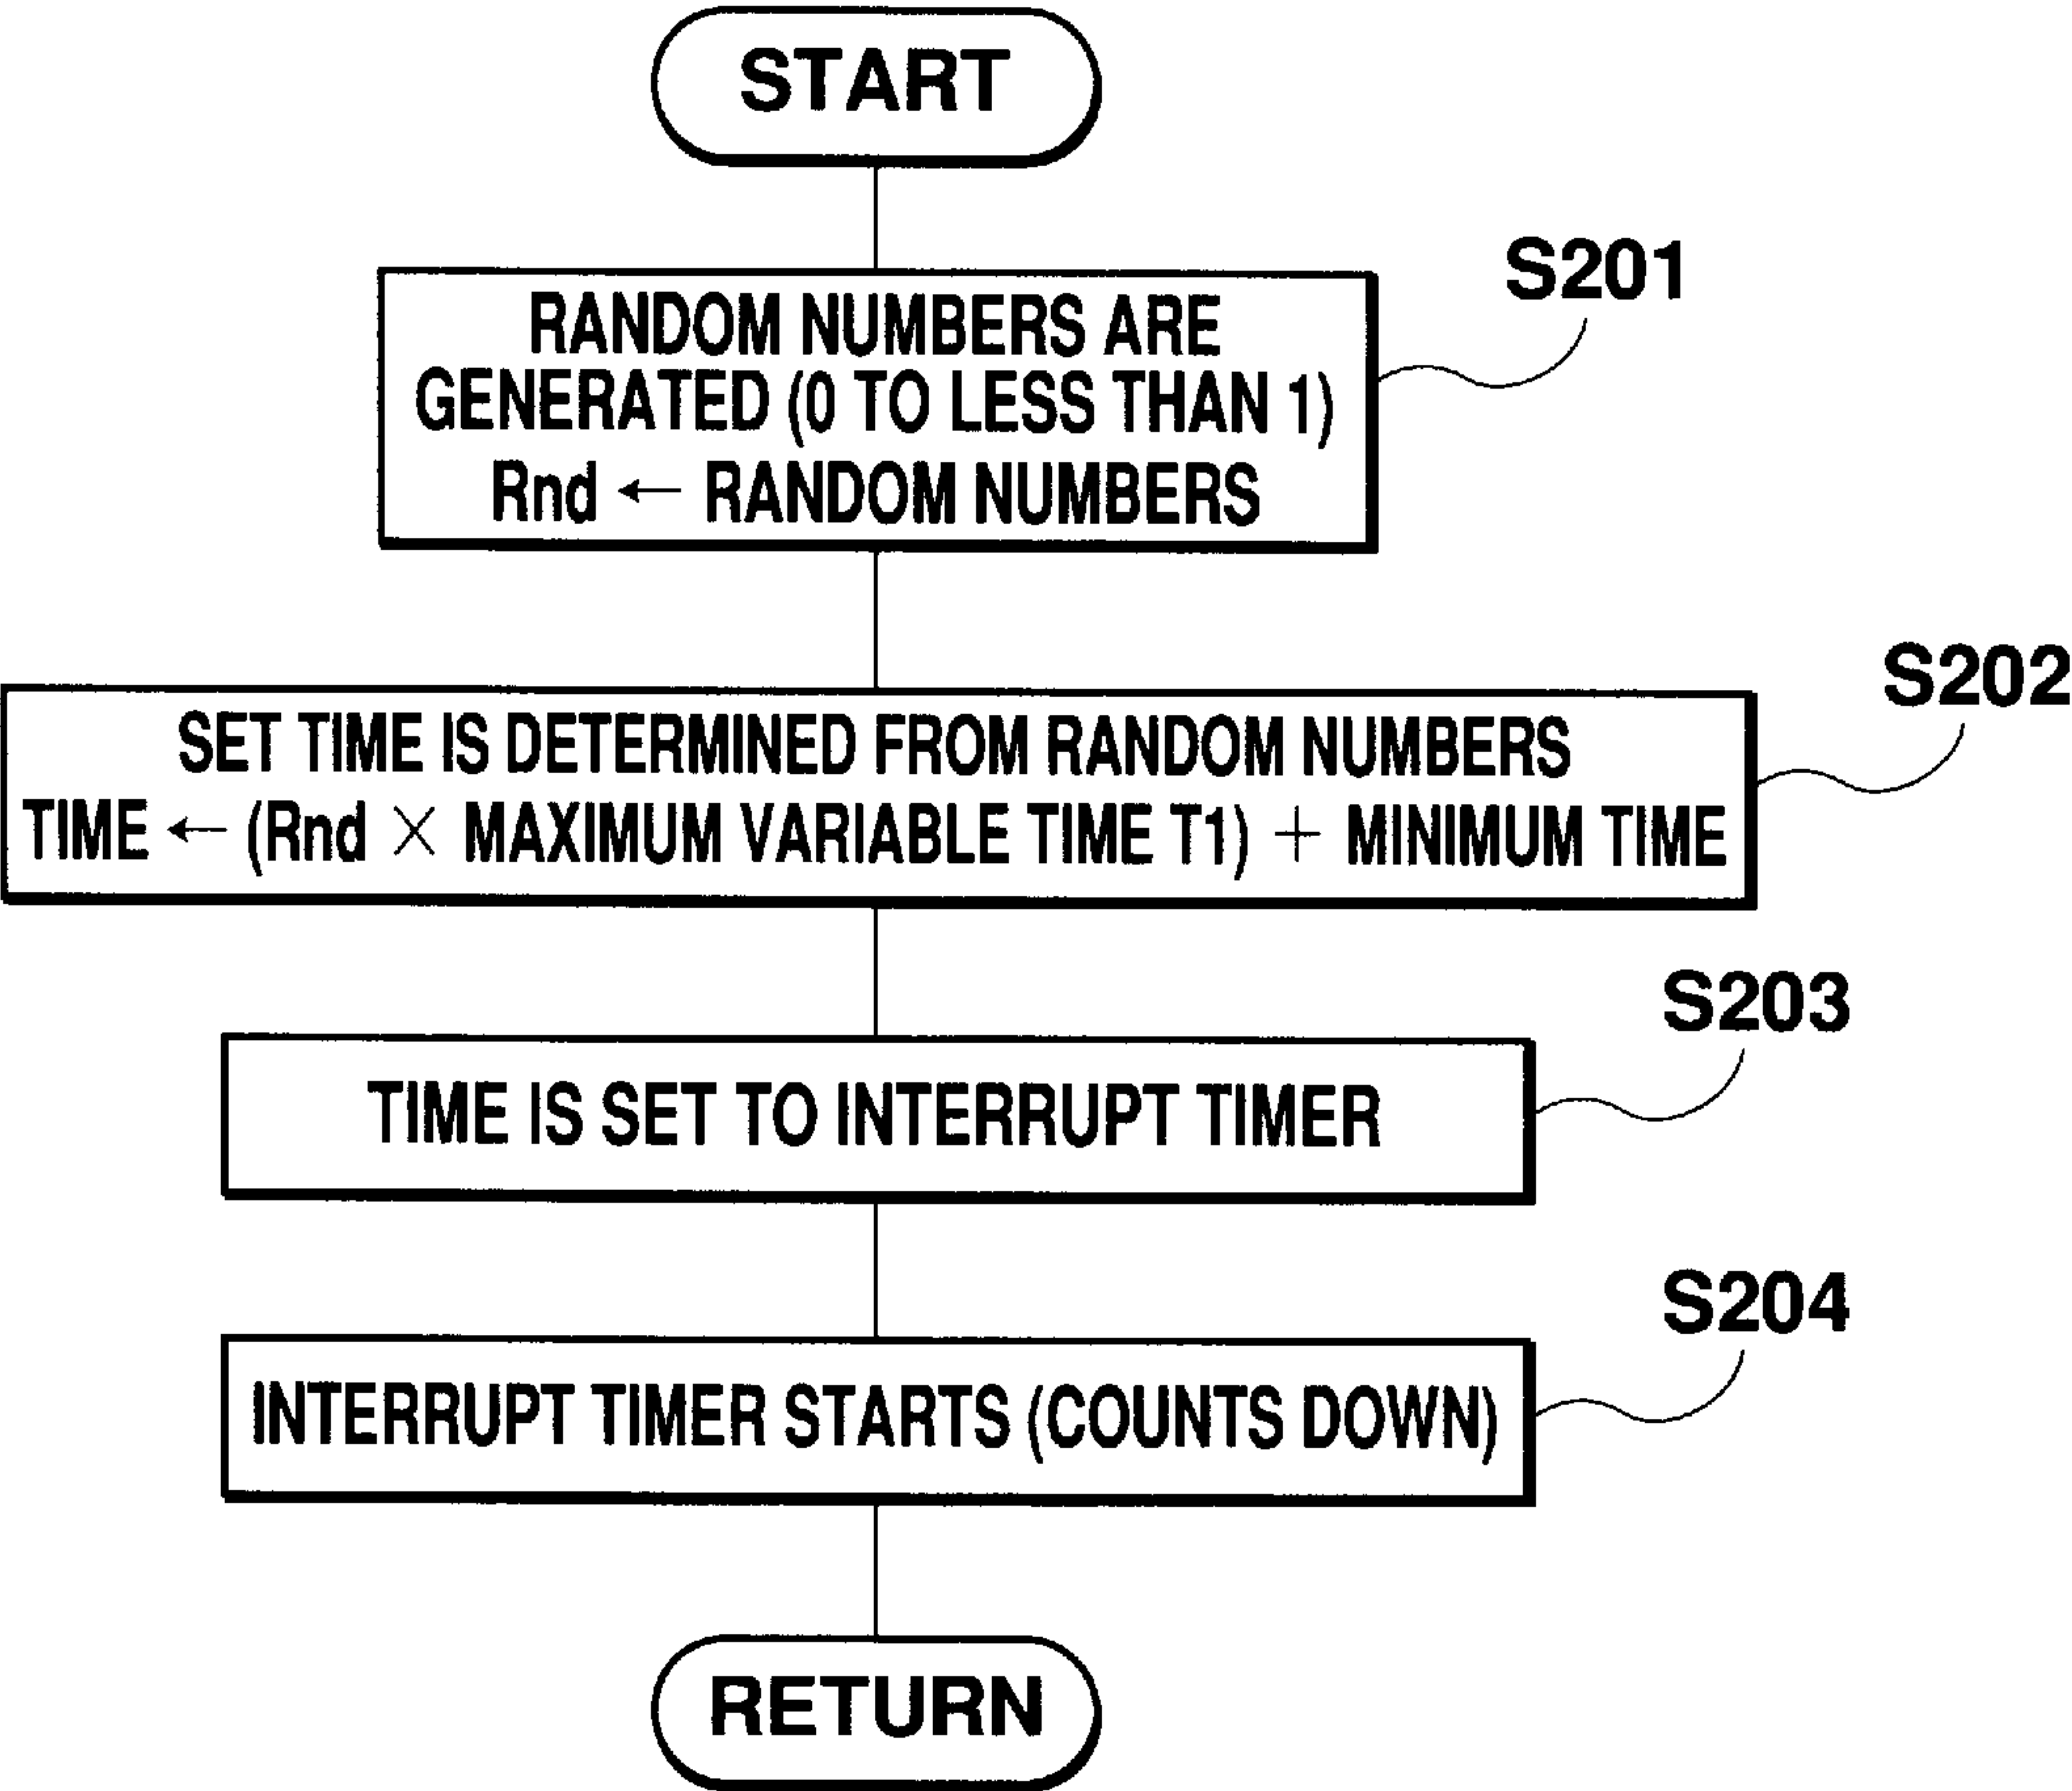 START
S201
RANDOM NUMBERS ARE
GENERATED (0 TO LESS THAN 1)
Rnd ← RANDOM NUMBERS
S202
SET TIME IS DETERMINED FROM RANDOM NUMBERS
TIME ← (Rnd × MAXIMUM VARIABLE TIME T1) + MINIMUM TIME
S203
TIME IS SET TO INTERRUPT TIMER
S204
INTERRUPT TIMER STARTS (COUNTS DOWN)
RETURN